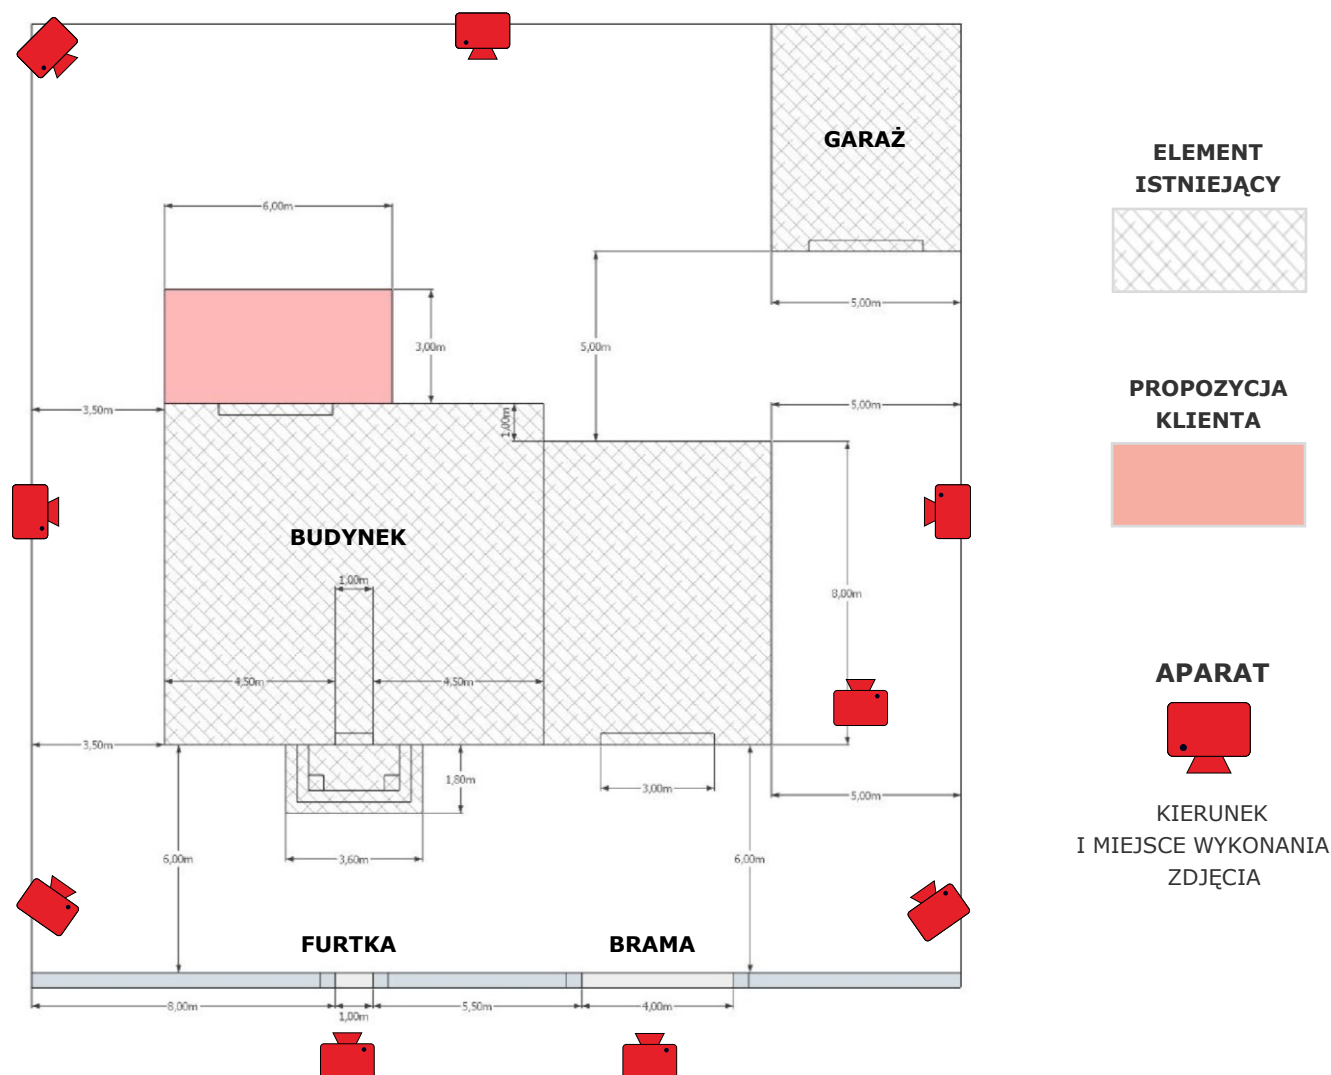 GARAŻ
6,00m
5,00m
5,00m
3,00m
3,50m
1,00m
5,00m
BUDYNEK
1,00m
8,00m
4,50m
4,50m
3,50m
1,80m
3,00m
5,00m
6,00m
3,60m
6,00m
FURTKA
BRAMA
8,00m
1,00m
5,50m
4,00m
ELEMENT
ISTNIEJĄCY
PROPOZYCJA
KLIENTA
APARAT
KIERUNEK
I MIEJSCE WYKONANIA
ZDJĘCIA